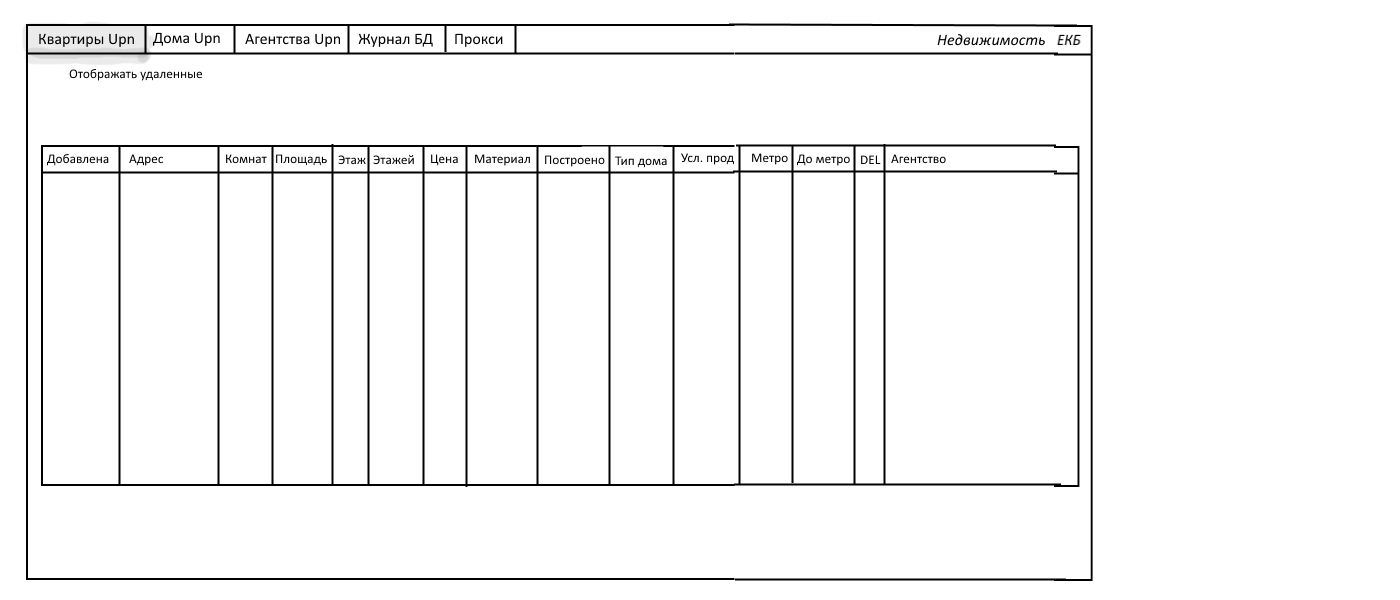 Квартиры Upn Дома Upn Агентства Upn Журнал БД Прокси Недвижимость ЕКБ
Отображать удаленные
Добавлена Адрес Комнат Площадь Этаж Этажей Цена Материал Построено Тип дома Усл. прод Метро До метро DEL Агентство